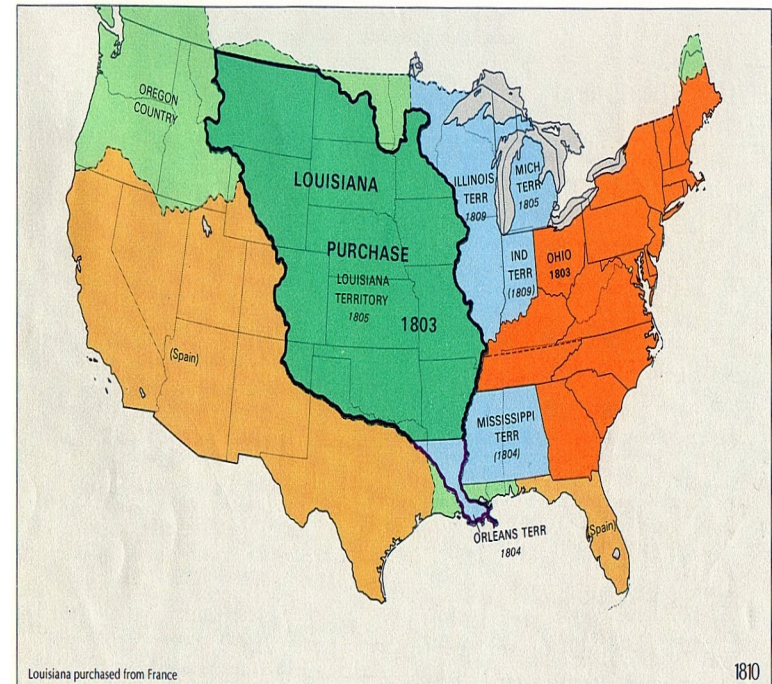 OREGON
COUNTRY
LOUISIANA
PURCHASE
LOUISIANA
TERRITORY
1805
1803
ILLINOIS
TERR
1809
MICH
TERR
1805
IND
TERR
(1809)
OHIO
1803
(Spain)
MISSISSIPPI
TERR
(1804)
ORLEANS TERR
1804
(Spain)
Louisiana purchased from France
1810